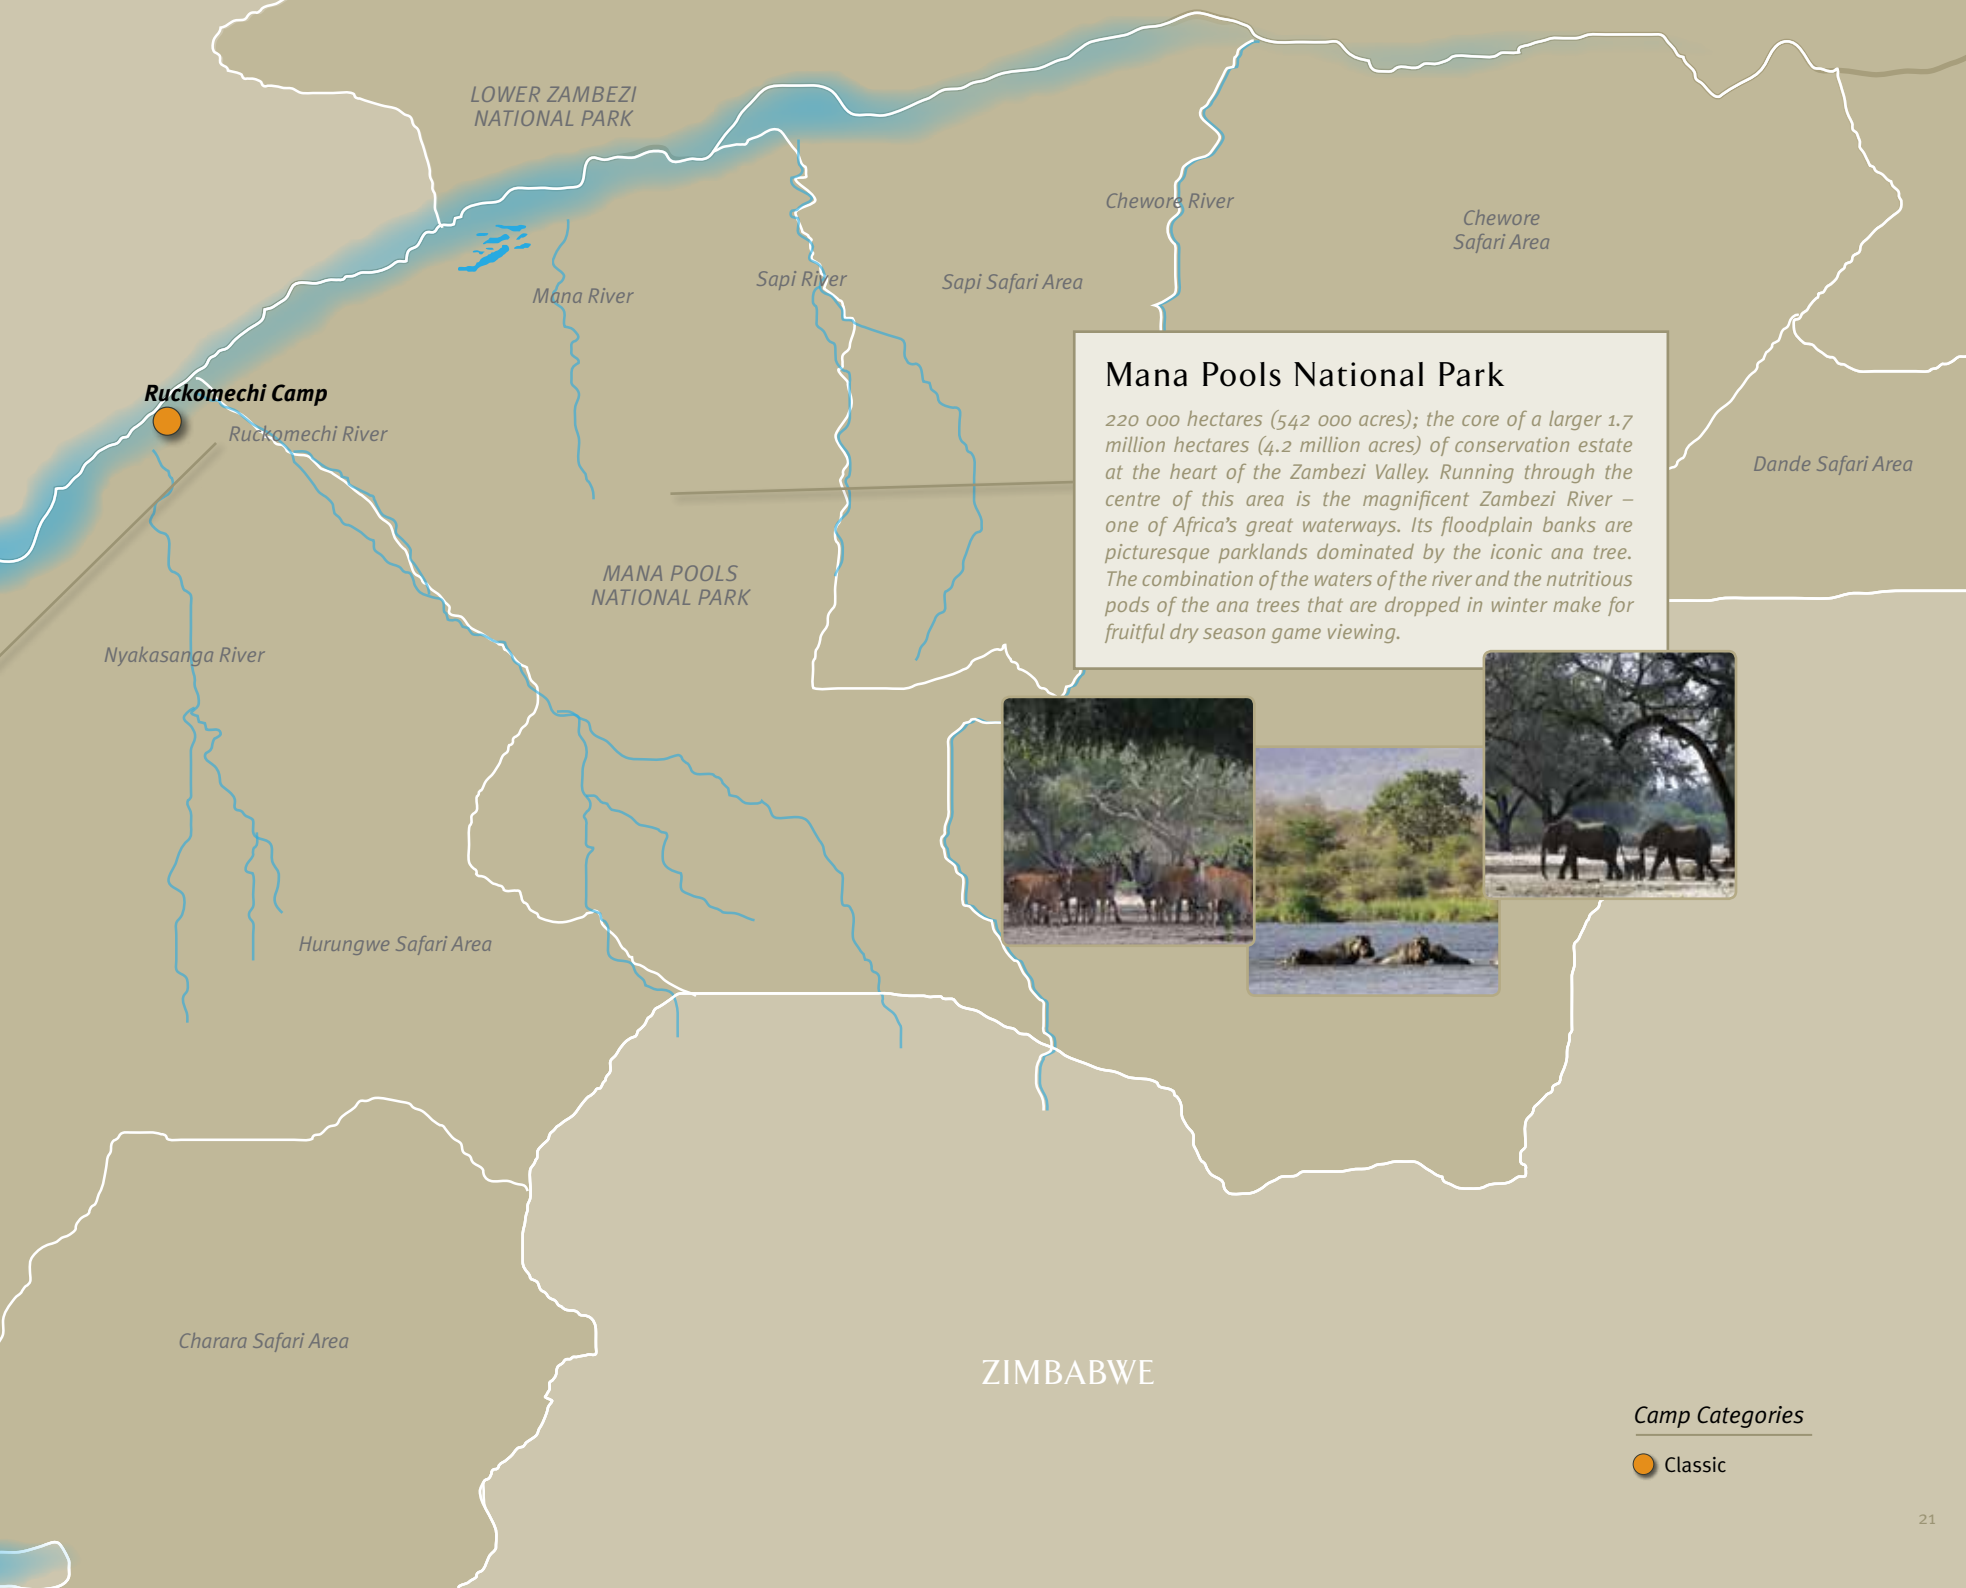 LOWER ZAMBEZI
NATIONAL PARK
Chewore River
Chewore
Safari Area
Sapi River
Sapi Safari Area
Mana River
Ruckomechi Camp
Ruckomechi River
Mana Pools National Park
220 000 hectares (542 000 acres); the core of a larger 1.7
million hectares (4.2 million acres) of conservation estate
at the heart of the Zambezi Valley. Running through the
centre of this area is the magnificent Zambezi River –
one of Africa’s great waterways. Its floodplain banks are
picturesque parklands dominated by the iconic ana tree.
The combination of the waters of the river and the nutritious
pods of the ana trees that are dropped in winter make for
fruitful dry season game viewing.
Dande Safari Area
MANA POOLS
NATIONAL PARK
Nyakasanga River
Hurungwe Safari Area
Charara Safari Area
ZIMBABWE
Camp Categories
Classic
21